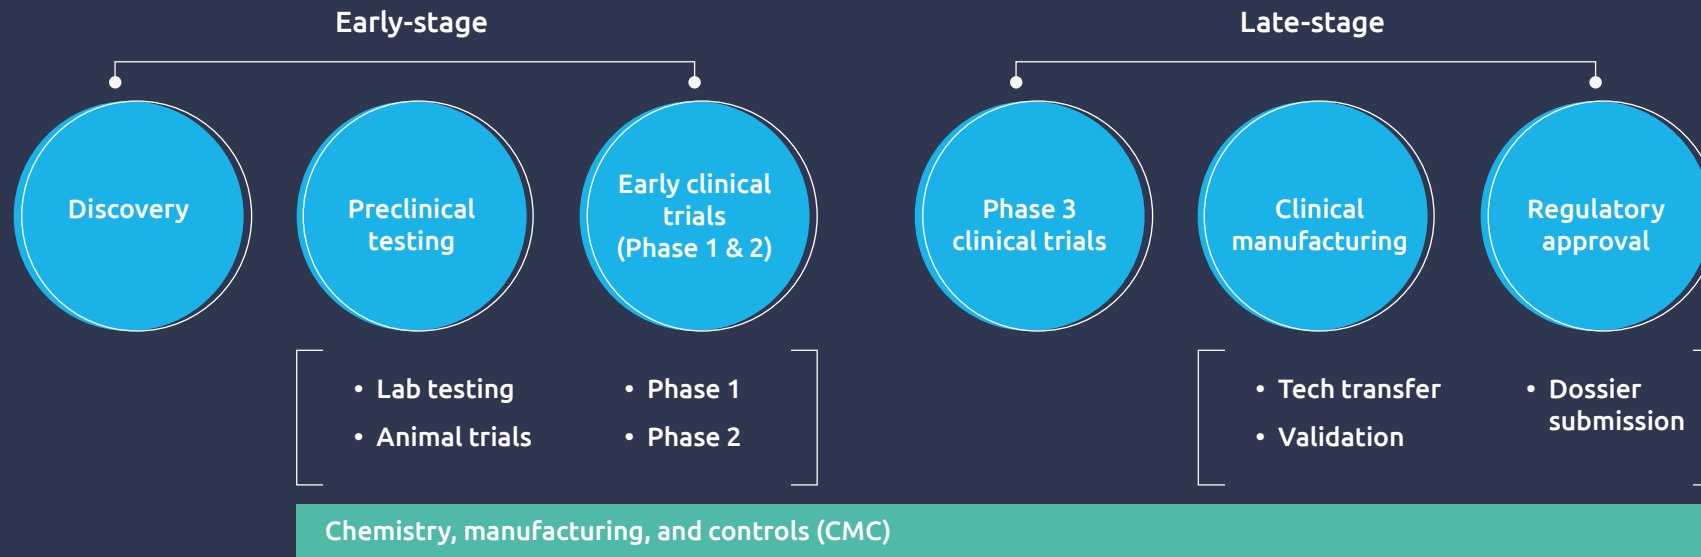 Early-stage
Late-stage
Discovery
Preclinical
testing
Early clinical
trials
(Phase 1 & 2)
Phase 3
clinical trials
Clinical
manufacturing
Regulatory
approval
• Lab testing
• Animal trials
• Phase 1
• Phase 2
• Tech transfer
• Validation
• Dossier
submission
Chemistry, manufacturing, and controls (CMC)